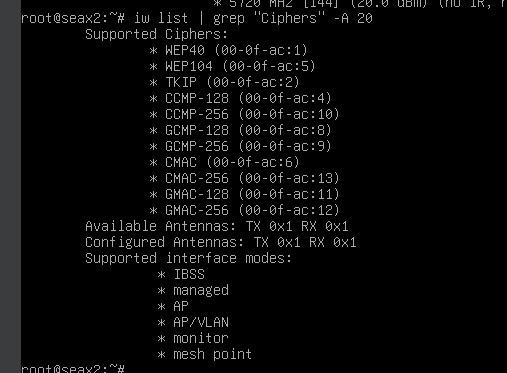 * 5720 MHz [144] (20.0 dBm) (no IR, r
root@seax2:~# iw list | grep "Ciphers" -A 20
Supported Ciphers:
* WEP40 (00-0f-ac:1)
* WEP104 (00-0f-ac:5)
* TKIP (00-0f-ac:2)
* CCMP-128 (00-0f-ac:4)
* CCMP-256 (00-0f-ac:10)
* GCMP-128 (00-0f-ac:8)
* GCMP-256 (00-0f-ac:9)
* CMAC (00-0f-ac:6)
* CMAC-256 (00-0f-ac:13)
* GMAC-128 (00-0f-ac:11)
* GMAC-256 (00-0f-ac:12)
Available Antennas: TX 0x1 RX 0x1
Configured Antennas: TX 0x1 RX 0x1
Supported interface modes:
* IBSS
* managed
* AP
* AP/VLAN
* monitor
* mesh point
root@seax2:~#